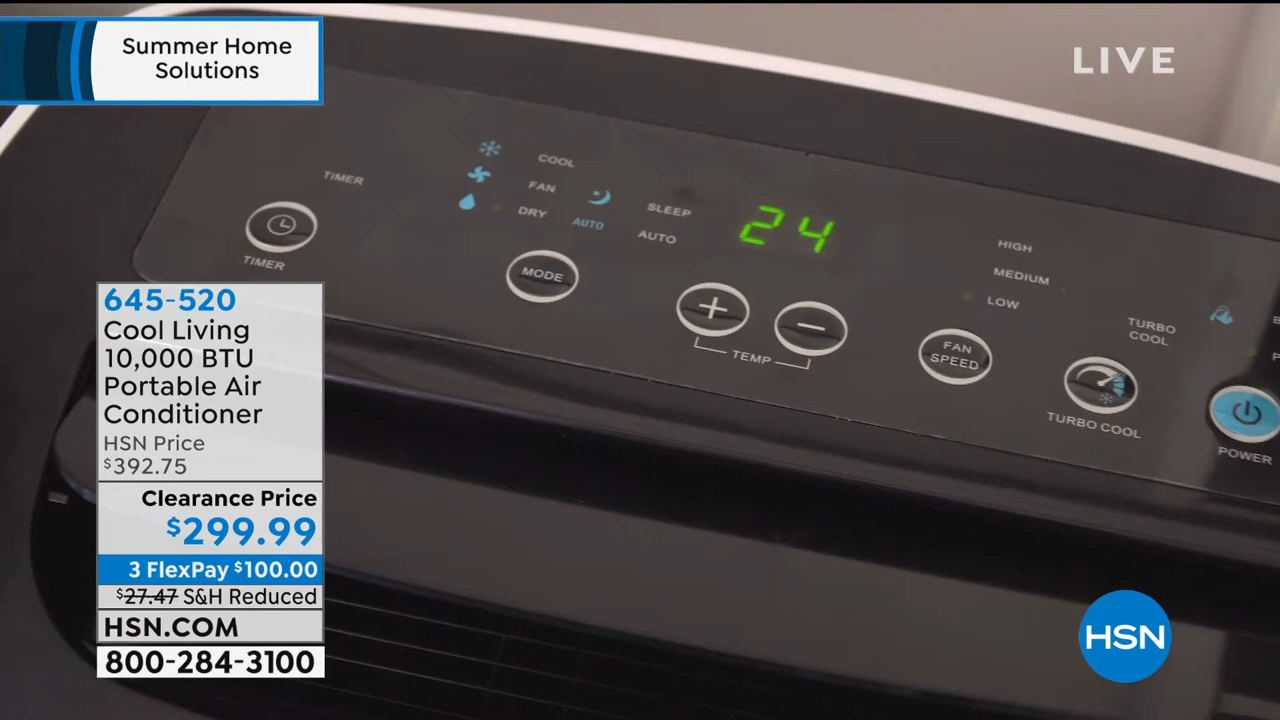 Summer Home
Solutions
LIVE
COOL
TIMER
FAN
SLEEP
DRY
AUTO
AUTO
24
HIGH
MEDIUM
LOW
TIMER
MODE
TEMP
FAN
SPEED
TURBO
COOL
TURBO COOL
POWER
645-520
Cool Living
10,000 BTU
Portable Air
Conditioner
HSN Price
$392.75
Clearance Price
$299.99
3 FlexPay $100.00
$27.47 S&H Reduced
HSN.COM
800-284-3100
HSN